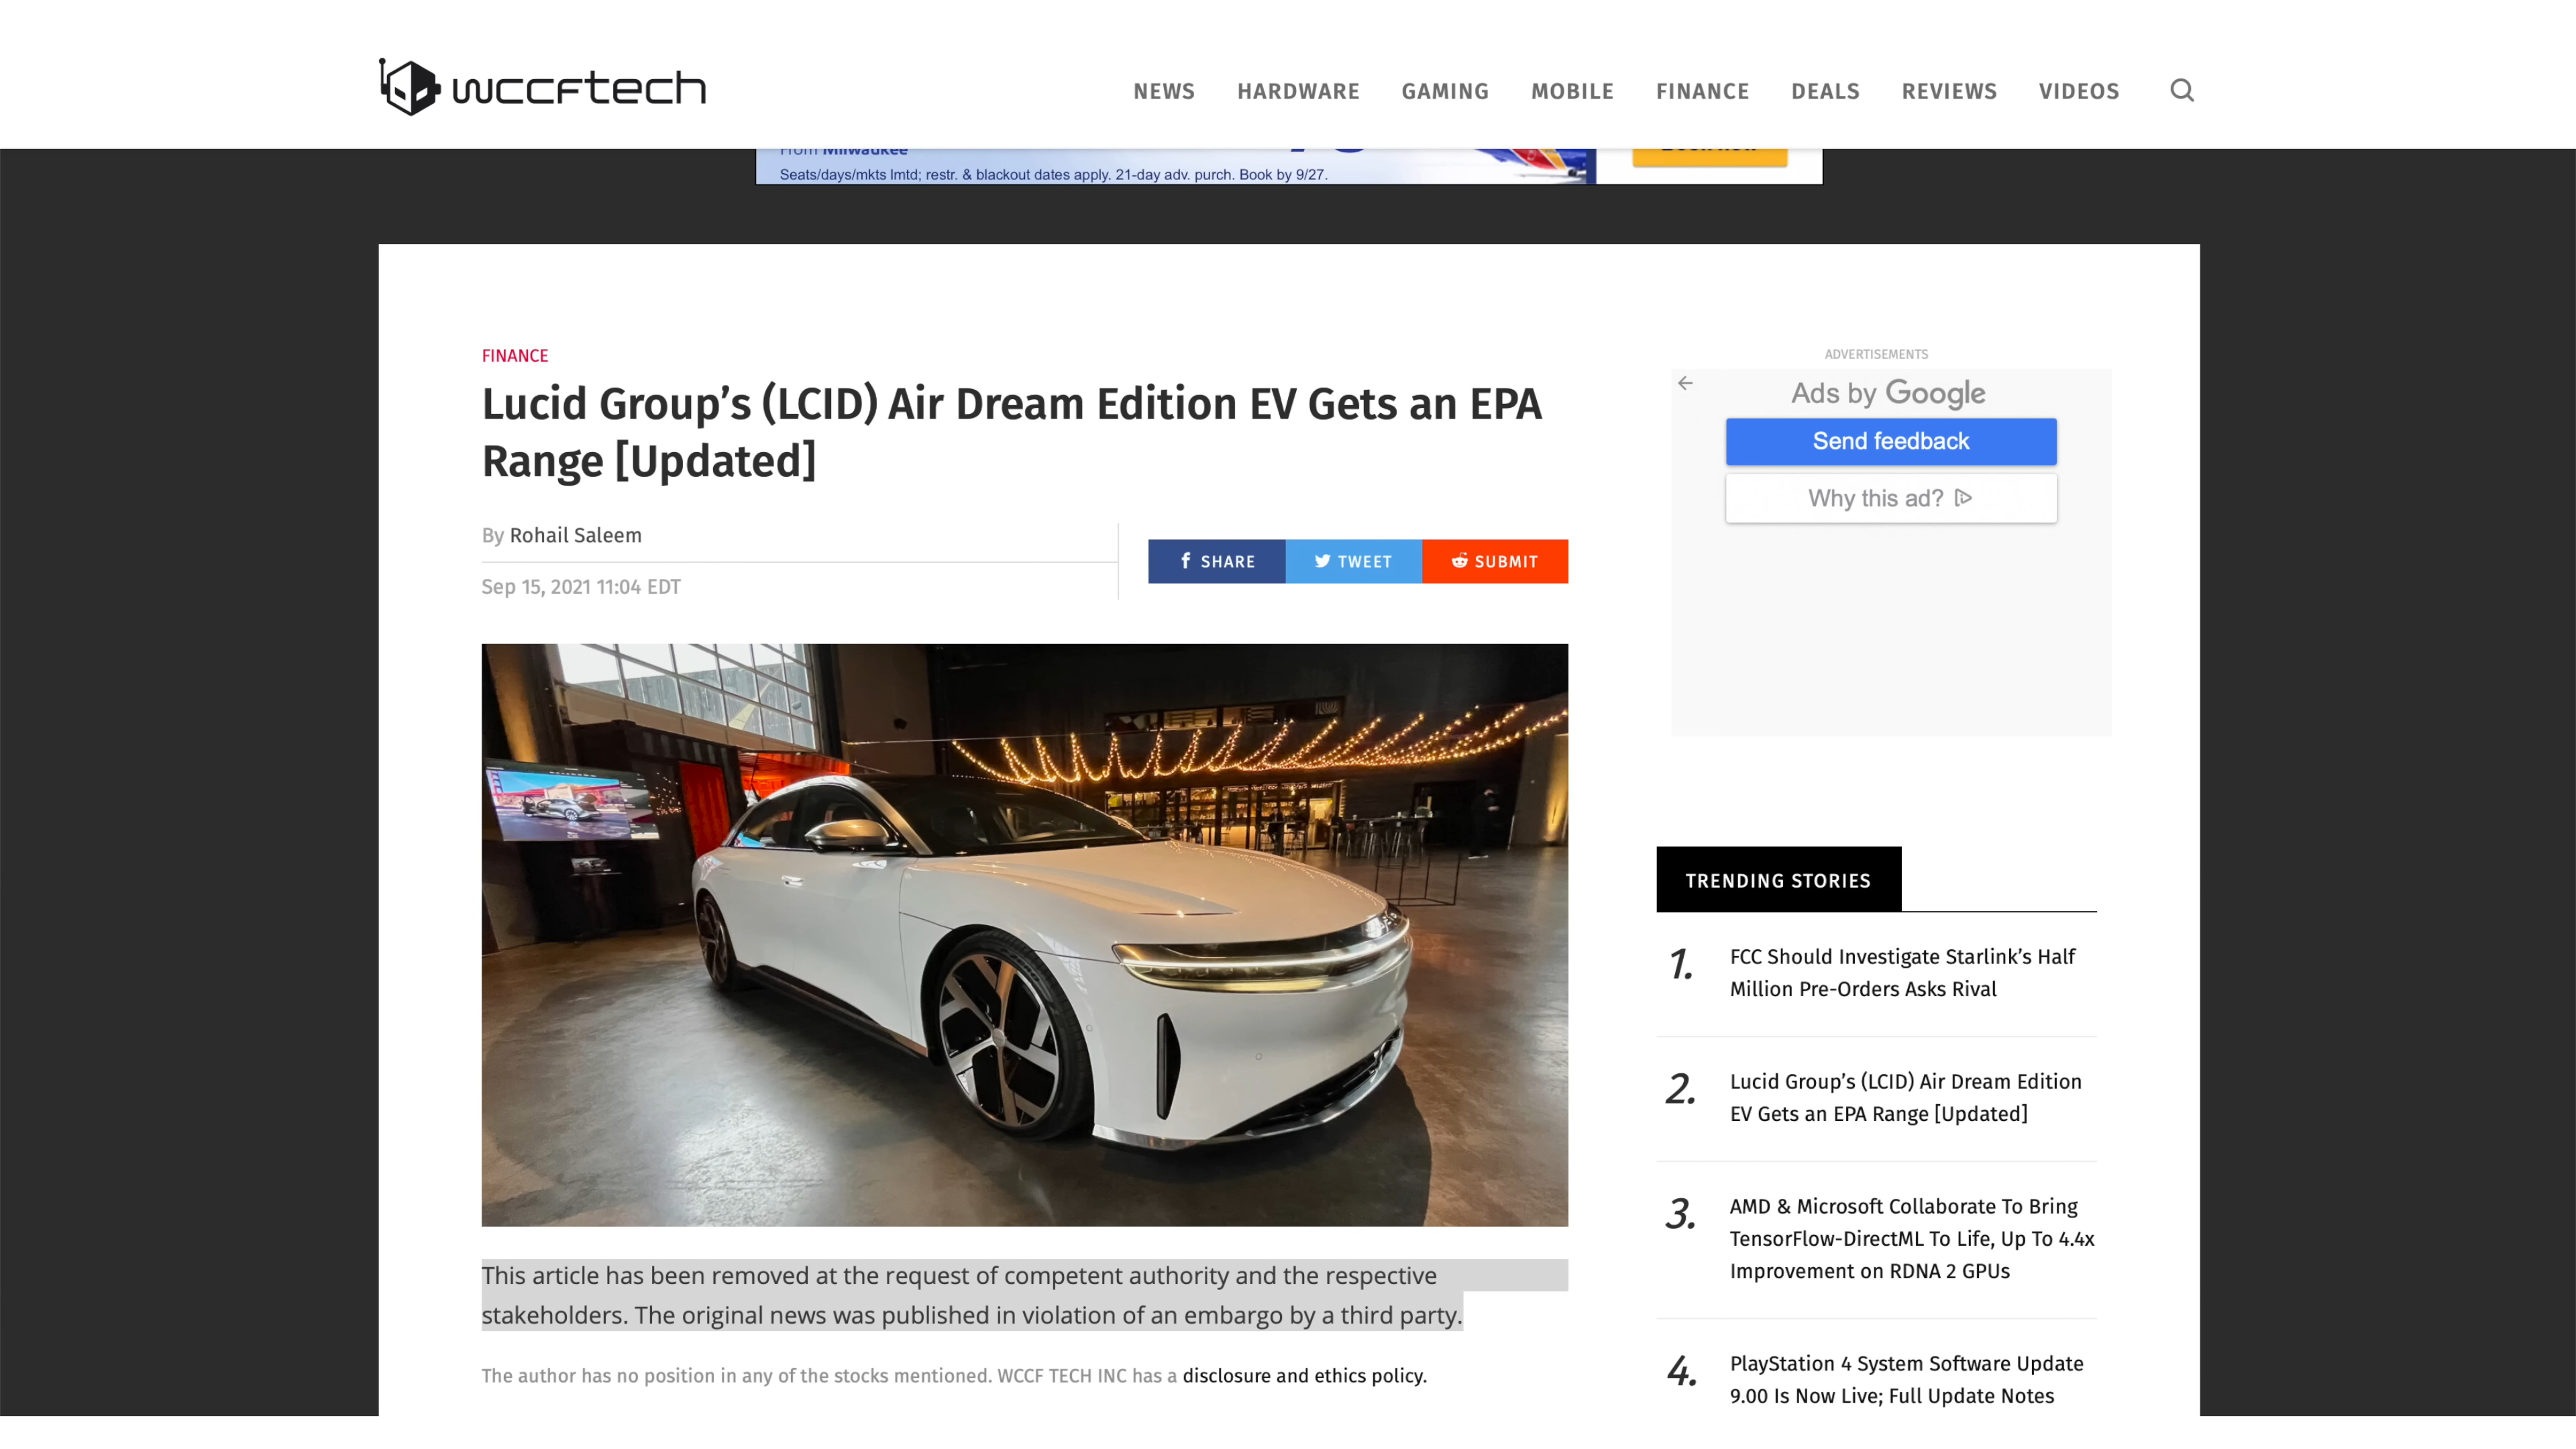 wccftech
NEWS HARDWARE GAMING MOBILE FINANCE DEALS REVIEWS VIDEOS
From Milwaukee
Seats/days/mkts lmtd; restr. & blackout dates apply. 21-day adv. purch. Book by 9/27.
FINANCE
Lucid Group’s (LCID) Air Dream Edition EV Gets an EPA
Range [Updated]
By Rohail Saleem
Sep 15, 2021 11:04 EDT
SHARE TWEET SUBMIT
This article has been removed at the request of competent authority and the respective
stakeholders. The original news was published in violation of an embargo by a third party.
The author has no position in any of the stocks mentioned. WCCF TECH INC has a disclosure and ethics policy.
ADVERTISEMENTS
Ads by Google
Send feedback
Why this ad?
TRENDING STORIES
1.
FCC Should Investigate Starlink’s Half
Million Pre-Orders Asks Rival
2.
Lucid Group’s (LCID) Air Dream Edition
EV Gets an EPA Range [Updated]
3.
AMD & Microsoft Collaborate To Bring
TensorFlow-DirectML To Life, Up To 4.4x
Improvement on RDNA 2 GPUs
4.
PlayStation 4 System Software Update
9.00 Is Now Live; Full Update Notes